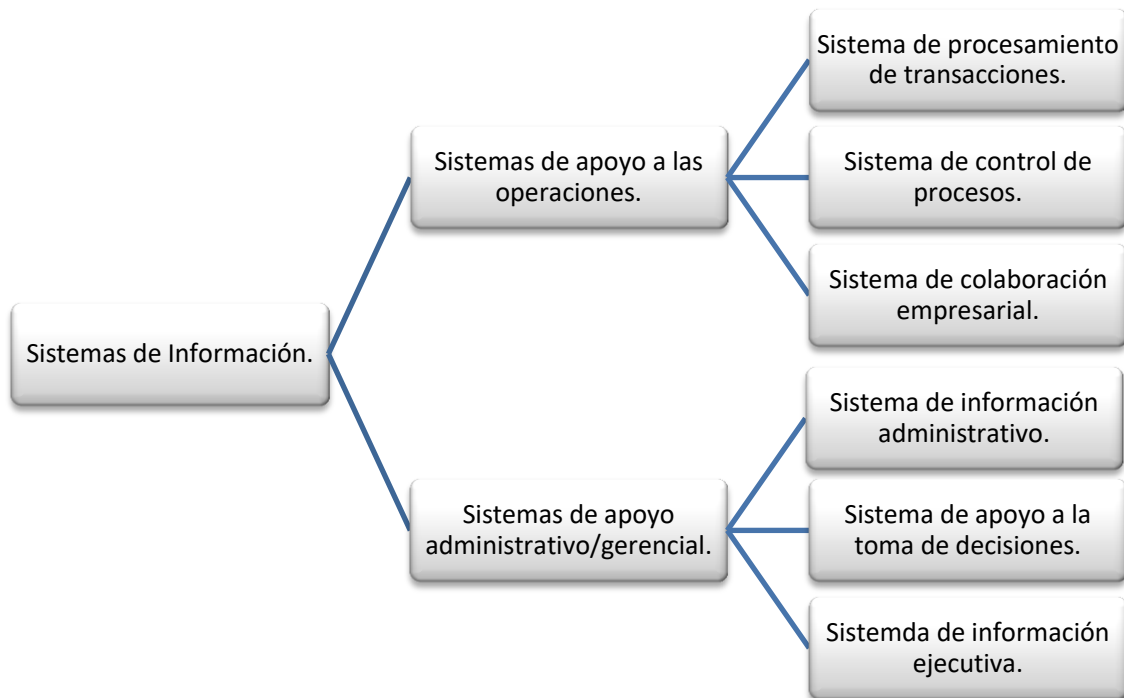 Sistemas de Información.
Sistemas de apoyo a las
operaciones.
Sistema de procesamiento
de transacciones.
Sistema de control de
procesos.
Sistema de colaboración
empresarial.
Sistemas de apoyo
administrativo/gerencial.
Sistema de información
administrativo.
Sistema de apoyo a la
toma de decisiones.
Sistemda de información
ejecutiva.